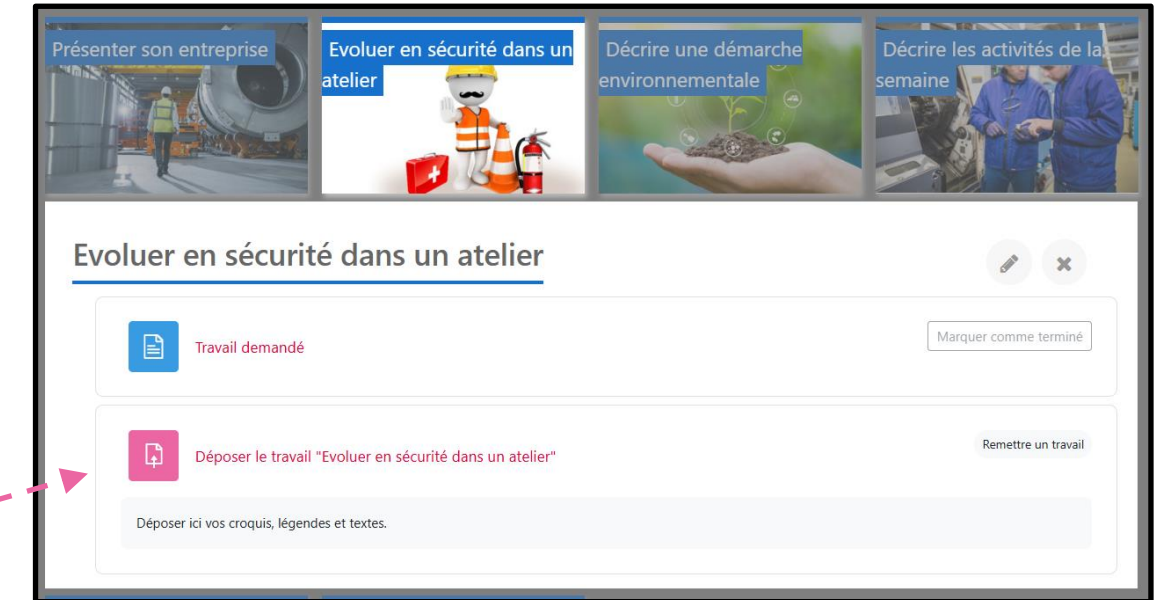 Présenter son entreprise
Evoluer en sécurité dans un
atelier
Décrire une démarche
environnementale
Décrire les activités de la
semaine
Evoluer en sécurité dans un atelier
Travail demandé
Marquer comme terminé
Déposer le travail "Evoluer en sécurité dans un atelier"
Remettre un travail
Déposer ici vos croquis, légendes et textes.